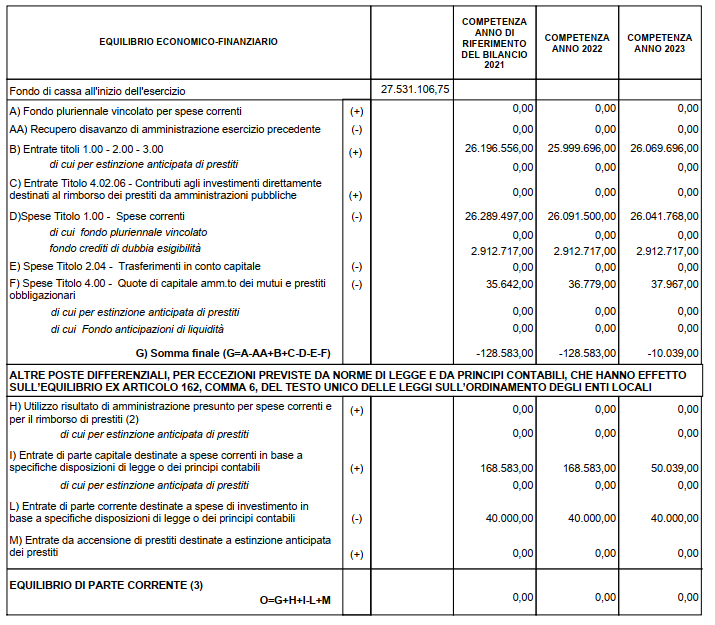 EQUILIBRIO ECONOMICO-FINANZIARIO
COMPETENZA
ANNO DI
RIFERIMENTO
DEL BILANCIO
2021
COMPETENZA
ANNO 2022
COMPETENZA
ANNO 2023
Fondo di cassa all'inizio dell'esercizio 27.531.106,75
A) Fondo pluriennale vincolato per spese correnti (+) 0,00 0,00 0,00
AA) Recupero disavanzo di amministrazione esercizio precedente (-) 0,00 0,00 0,00
B) Entrate titoli 1.00 - 2.00 - 3.00 (+) 26.196.556,00 25.999.696,00 26.069.696,00
di cui per estinzione anticipata di prestiti 0,00 0,00 0,00
C) Entrate Titolo 4.02.06 - Contributi agli investimenti direttamente
destinati al rimborso dei prestiti da amministrazioni pubbliche (+) 0,00 0,00 0,00
D)Spese Titolo 1.00 - Spese correnti (-) 26.289.497,00 26.091.500,00 26.041.768,00
di cui fondo pluriennale vincolato 0,00 0,00 0,00
fondo crediti di dubbia esigibilità 2.912.717,00 2.912.717,00 2.912.717,00
E) Spese Titolo 2.04 - Trasferimenti in conto capitale (-) 0,00 0,00 0,00
F) Spese Titolo 4.00 - Quote di capitale amm.to dei mutui e prestiti (-) 35.642,00 36.779,00 37.967,00
obbligazionari
di cui per estinzione anticipata di prestiti 0,00 0,00 0,00
di cui Fondo anticipazioni di liquidità 0,00 0,00 0,00
G) Somma finale (G=A-AA+B+C-D-E-F) -128.583,00 -128.583,00 -10.039,00
ALTRE POSTE DIFFERENZIALI, PER ECCEZIONI PREVISTE DA NORME DI LEGGE E DA PRINCIPI CONTABILI, CHE HANNO EFFETTO
SULL'EQUILIBRIO EX ARTICOLO 162, COMMA 6, DEL TESTO UNICO DELLE LEGGI SULL'ORDINAMENTO DEGLI ENTI LOCALI
H) Utilizzo risultato di amministrazione presunto per spese correnti e (+) 0,00 0,00 0,00
per il rimborso di prestiti (2)
di cui per estinzione anticipata di prestiti 0,00 0,00 0,00
I) Entrate di parte capitale destinate a spese correnti in base a
specifiche disposizioni di legge o dei principi contabili (+) 168.583,00 168.583,00 50.039,00
di cui per estinzione anticipata di prestiti 0,00 0,00 0,00
L) Entrate di parte corrente destinate a spese di investimento in
base a specifiche disposizioni di legge o dei principi contabili (-) 40.000,00 40.000,00 40.000,00
M) Entrate da accensione di prestiti destinate a estinzione anticipata
dei prestiti (+) 0,00 0,00 0,00
EQUILIBRIO DI PARTE CORRENTE (3)
O=G+H+I-L+M 0,00 0,00 0,00